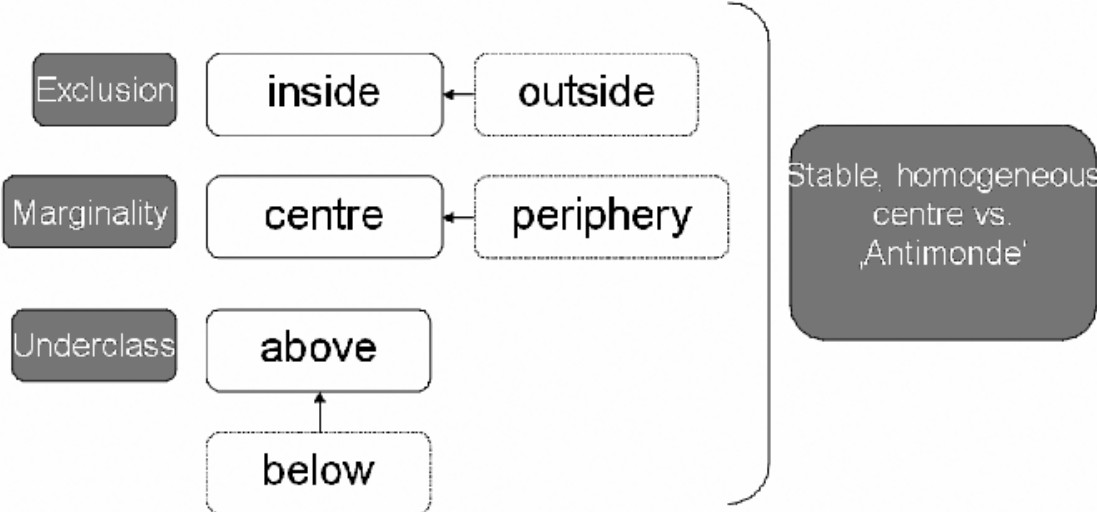 Exclusion
inside
outside
Marginality
centre
periphery
Underclass
above
below
Stable, homogeneous
centre vs.
‚Antimonde‘